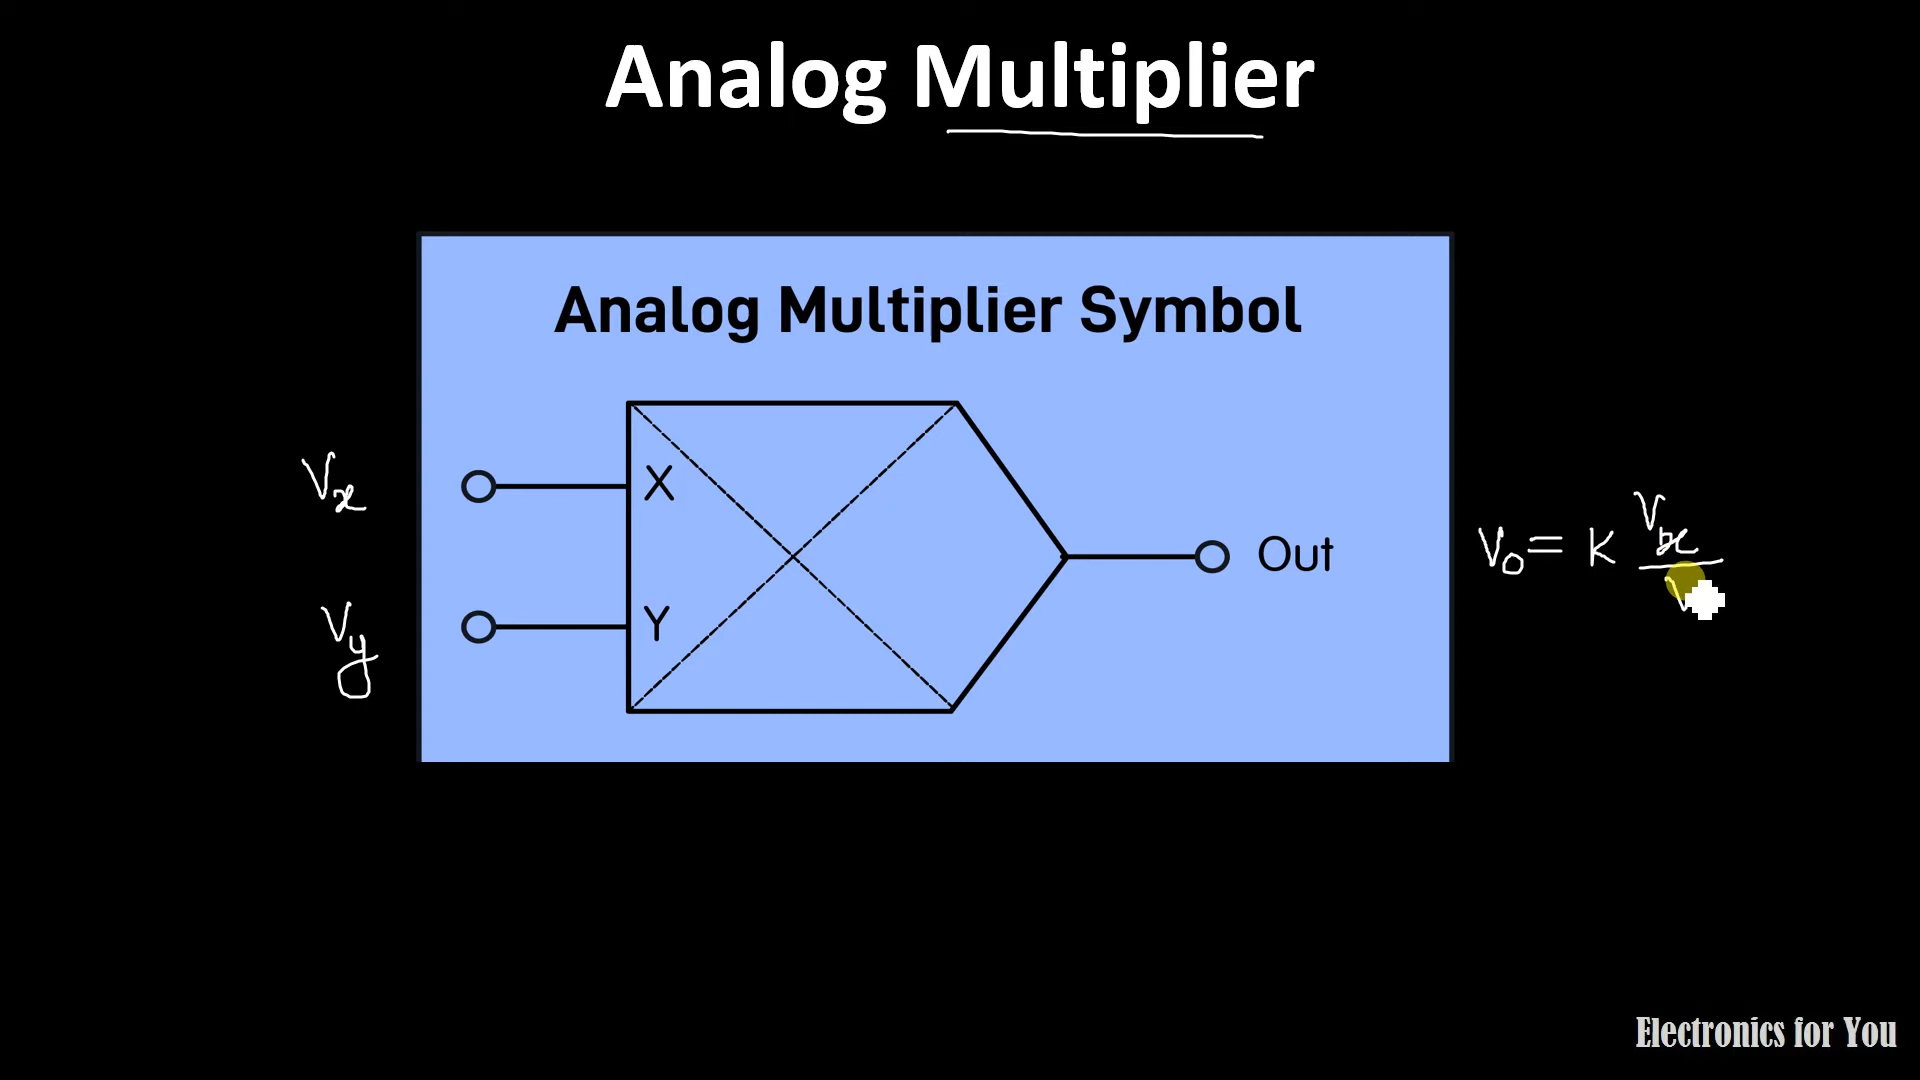 Analog Multiplier
Analog Multiplier Symbol
Vx
X
Vy
Y
Out
Vo = K Vx
V
Electronics for You